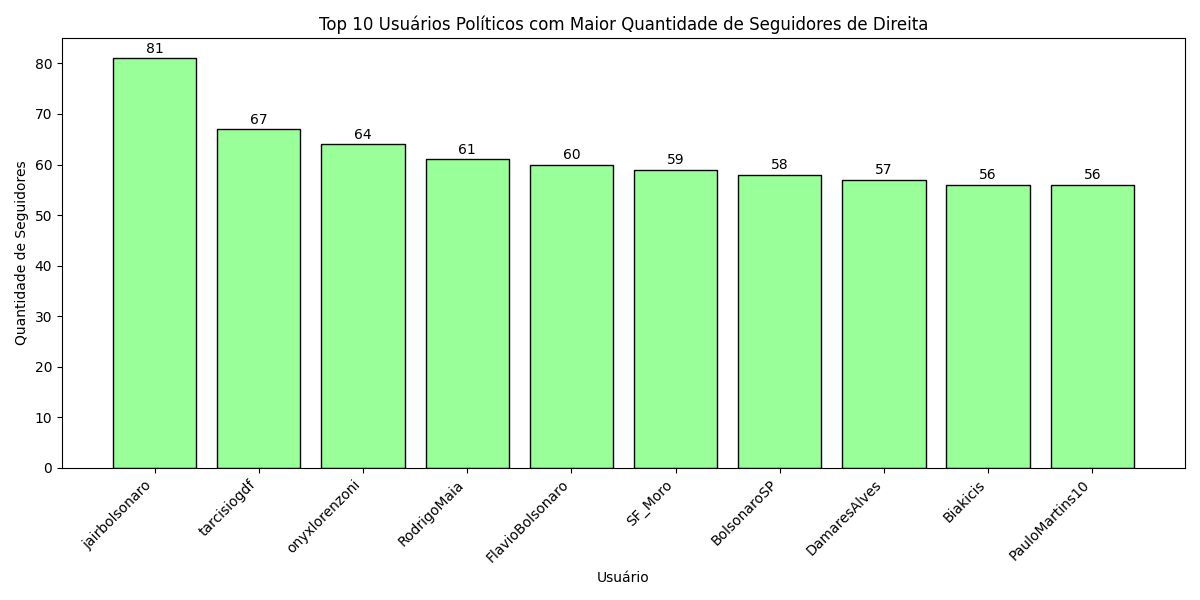 Top 10 Usuários Políticos com Maior Quantidade de Seguidores de Direita
81
67
64
61
60
59
58
57
56
56
80
70
60
50
40
30
20
10
0
Quantidade de Seguidores
jairbolsonaro
tarcisiogdf
onyxlorenzoni
RodrigoMaia
FlavioBolsonaro
SF_Moro
BolsonaroSP
DamaresAlves
Biakicis
PauloMartins10
Usuário